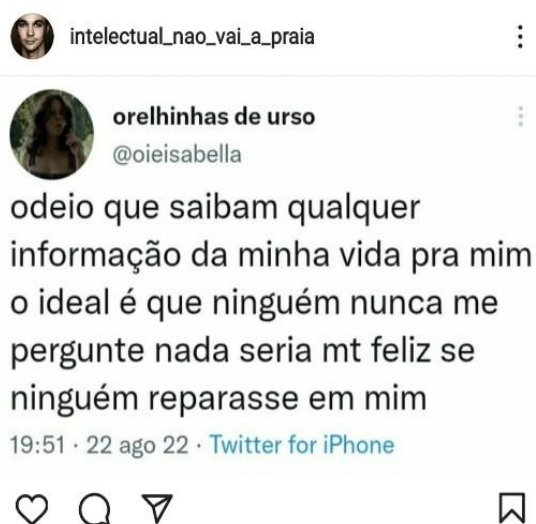 intelectual_nao_vai_a_praia
orelhinhas de urso
@oieisabella
odeio que saibam qualquer
informação da minha vida pra mim
o ideal é que ninguém nunca me
pergunte nada seria mt feliz se
ninguém reparasse em mim
19:51 · 22 ago 22 · Twitter for iPhone